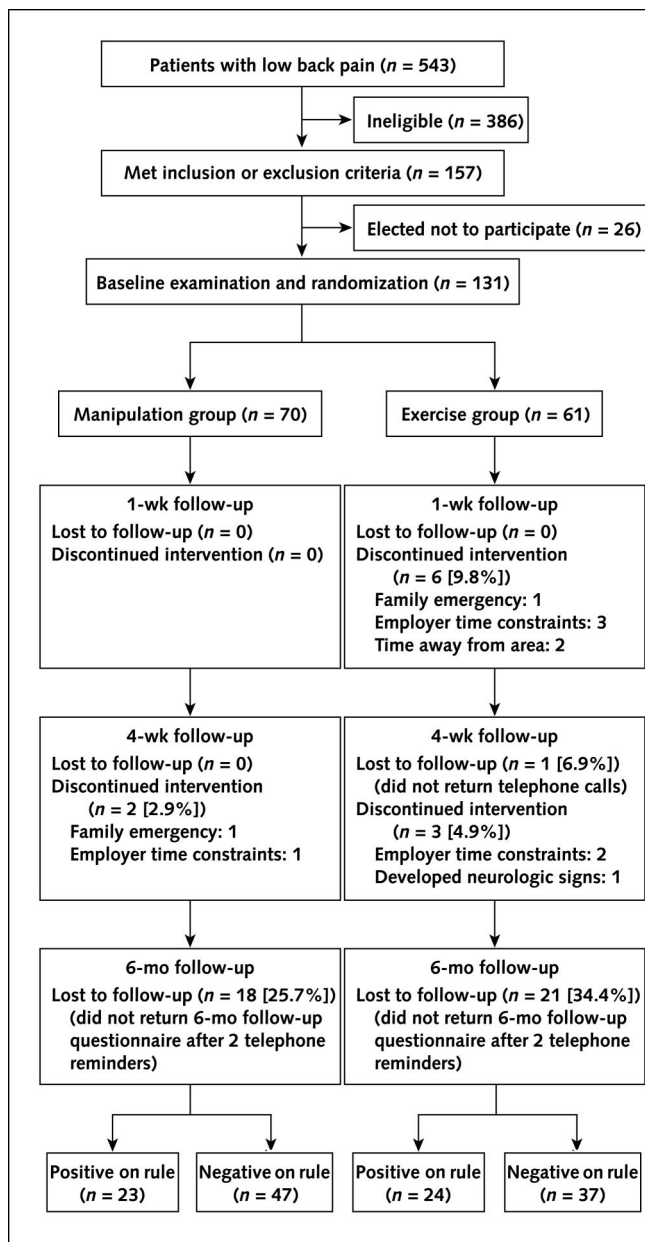 Patients with low back pain (n = 543)
Ineligible (n = 386)
Met inclusion or exclusion criteria (n = 157)
Elected not to participate (n = 26)
Baseline examination and randomization (n = 131)
Manipulation group (n = 70)
Exercise group (n = 61)
1-wk follow-up
Lost to follow-up (n = 0)
Discontinued intervention (n = 0)
1-wk follow-up
Lost to follow-up (n = 0)
Discontinued intervention
(n = 6 [9.8%])
Family emergency: 1
Employer time constraints: 3
Time away from area: 2
4-wk follow-up
Lost to follow-up (n = 0)
Discontinued intervention
(n = 2 [2.9%])
Family emergency: 1
Employer time constraints: 1
4-wk follow-up
Lost to follow-up (n = 1 [6.9%])
(did not return telephone calls)
Discontinued intervention
(n = 3 [4.9%])
Employer time constraints: 2
Developed neurologic signs: 1
6-mo follow-up
Lost to follow-up (n = 18 [25.7%])
(did not return 6-mo follow-up
questionnaire after 2 telephone
reminders)
6-mo follow-up
Lost to follow-up (n = 21 [34.4%])
(did not return 6-mo follow-up
questionnaire after 2 telephone
reminders)
Positive on rule
(n = 23)
Negative on rule
(n = 47)
Positive on rule
(n = 24)
Negative on rule
(n = 37)